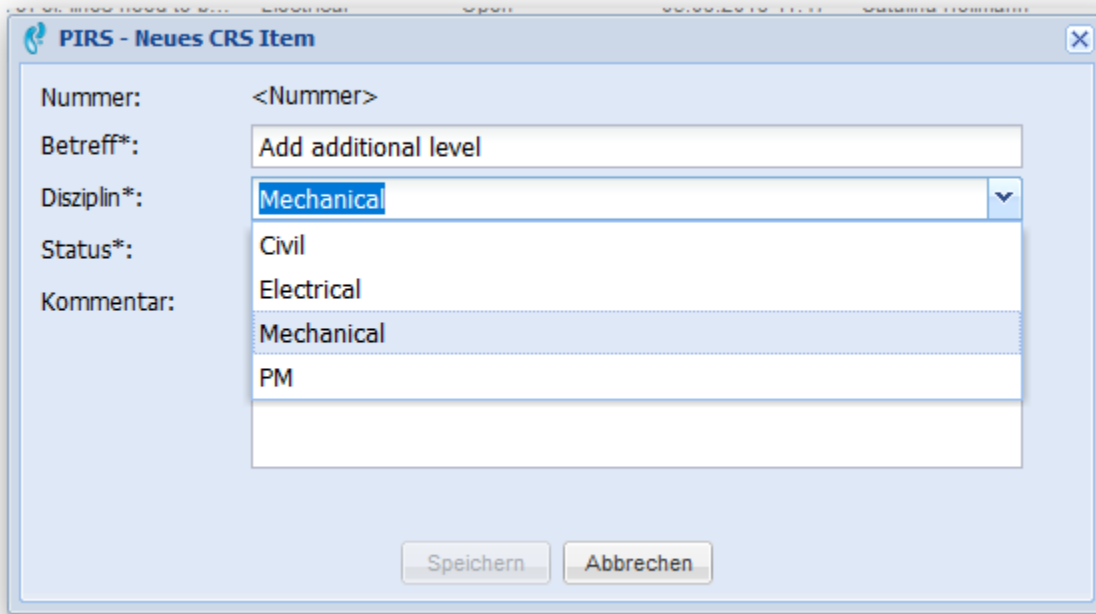 PIRS - Neues CRS Item
Nummer: <Nummer>
Betreff*: Add additional level
Disziplin*: Mechanical
Status*: Civil
Electrical
Kommentar:
Mechanical
PM
Speichern Abbrechen